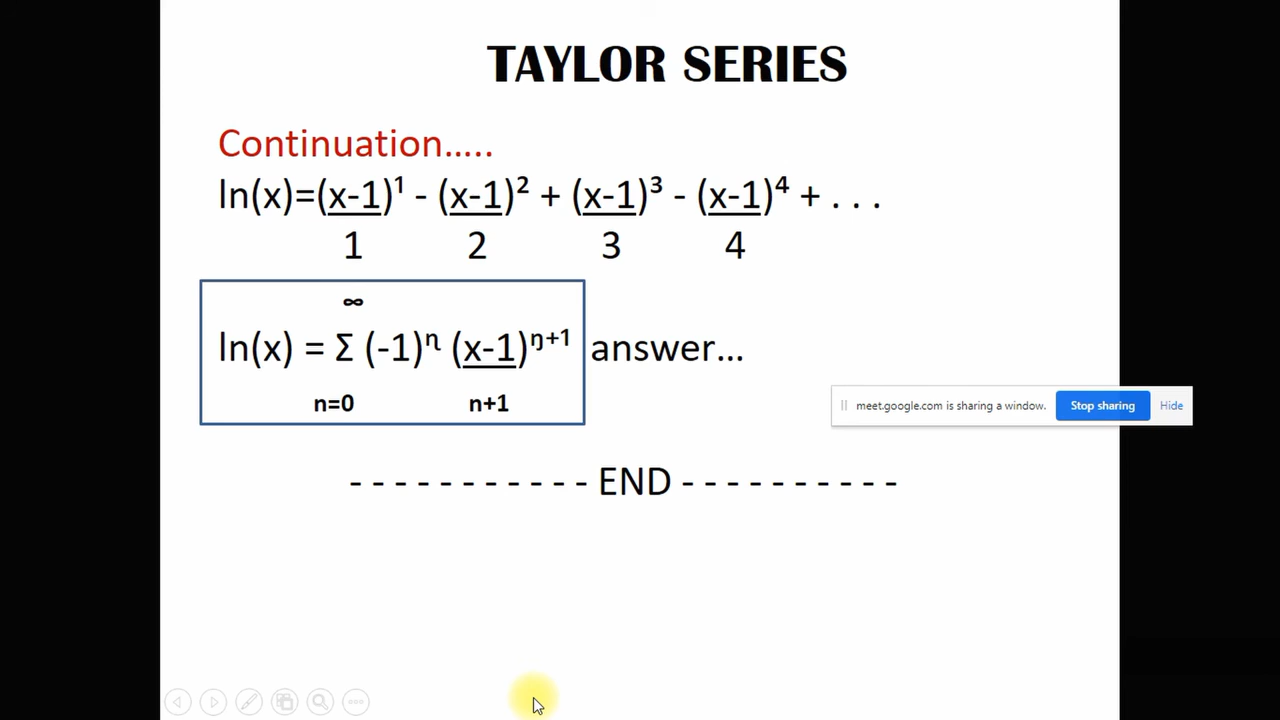 TAYLOR SERIES
Continuation.....
ln(x)=(x-1)¹ - (x-1)² + (x-1)³ - (x-1)⁴ + . . .
1 2 3 4
∞
ln(x) = Σ (-1)ⁿ (x-1)ⁿ⁺¹ answer...
n=0 n+1
meet.google.com is sharing a window. Stop sharing Hide
- - - - - - - - - - - END - - - - - - - - - -